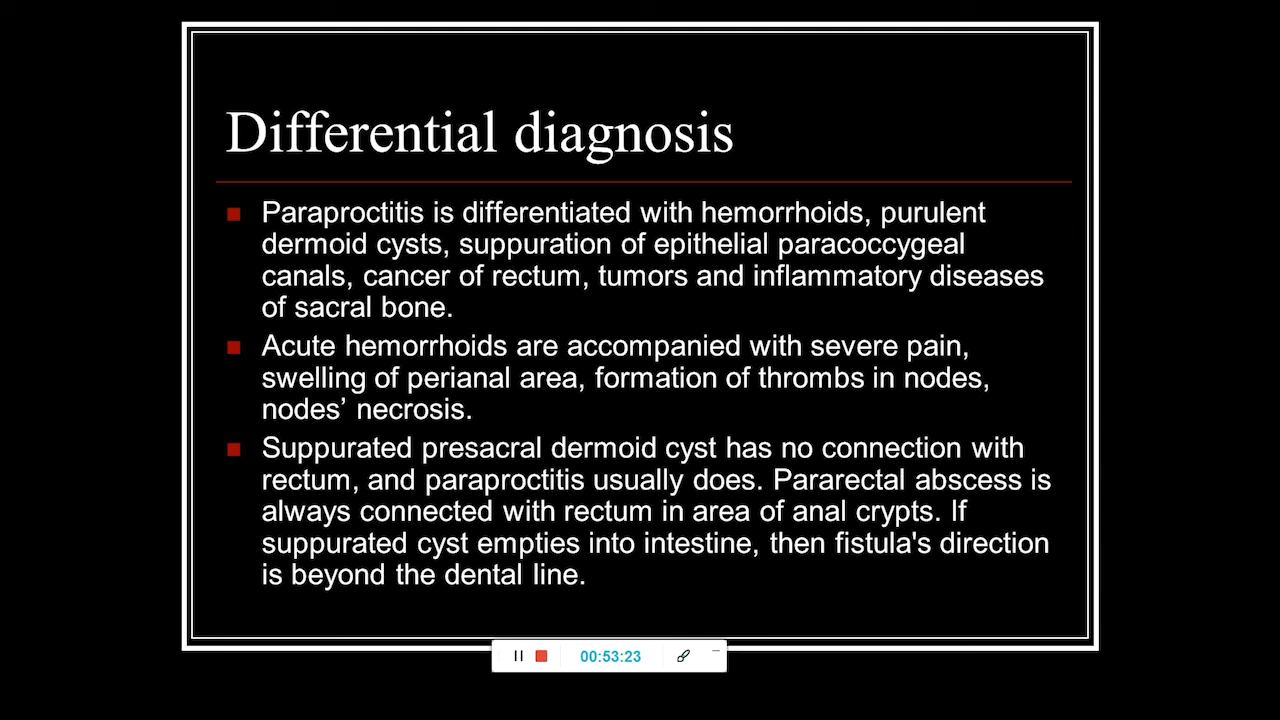 Differential diagnosis
Paraproctitis is differentiated with hemorrhoids, purulent
dermoid cysts, suppuration of epithelial paracoccygeal
canals, cancer of rectum, tumors and inflammatory diseases
of sacral bone.
Acute hemorrhoids are accompanied with severe pain,
swelling of perianal area, formation of thrombs in nodes,
nodes’ necrosis.
Suppurated presacral dermoid cyst has no connection with
rectum, and paraproctitis usually does. Pararectal abscess is
always connected with rectum in area of anal crypts. If
suppurated cyst empties into intestine, then fistula's direction
is beyond the dental line.
00:53:23